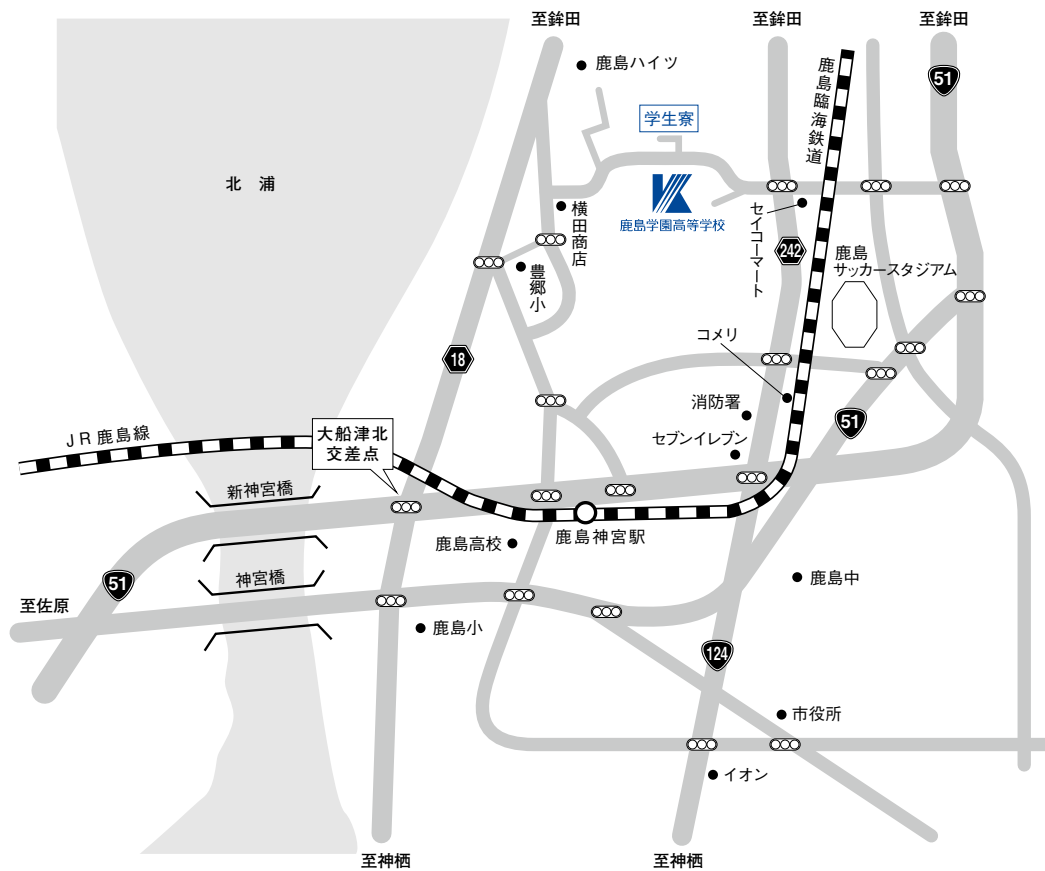 至鉾田
至鉾田
至鉾田
鹿島ハイツ
51
鹿島臨海鉄道
学生寮
北浦
鹿島学園高等学校
横田商店
セイコーマート
242
鹿島
サッカースタジアム
豊郷小
18
コメリ
消防署
51
セブンイレブン
JR鹿島線
大船津北
交差点
新神宮橋
鹿島高校
鹿島神宮駅
神宮橋
51
至佐原
鹿島中
鹿島小
124
市役所
イオン
至神栖
至神栖